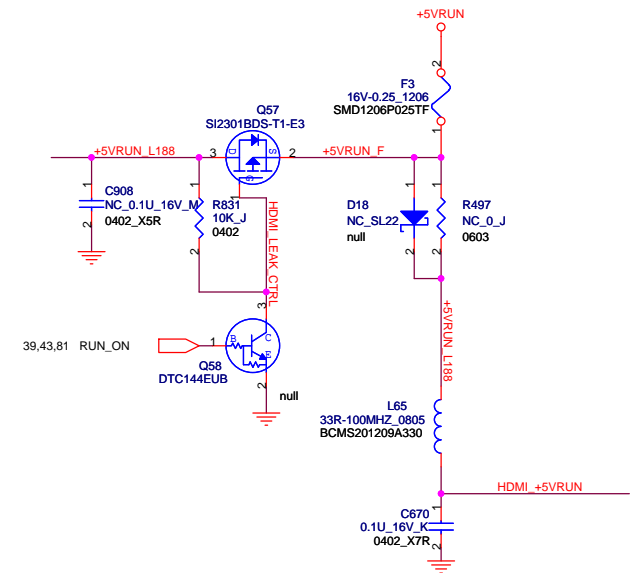 +5VRUN
2
F3
16V-0.25_1206
SMD1206P025TF
1
Q57
SI2301BDS-T1-E3
+5VRUN_L188
3
D
S
G
2
+5VRUN_F
1
C908
NC_0.1U_16V_M
0402_X5R
2
1
R831
10K_J
0402
2
1
HDMI_LEAK_CTRL
1
D18
NC_SL22
null
2
1
R497
NC_0_J
0603
2
39,43,81 RUN_ON
1
B
C
E
3
Q58
DTC144EUB
2
null
+5VRUN_L188
L65
33R-100MHZ_0805
BCMS201209A330
HDMI_+5VRUN
1
C670
0.1U_16V_K
0402_X7R
2